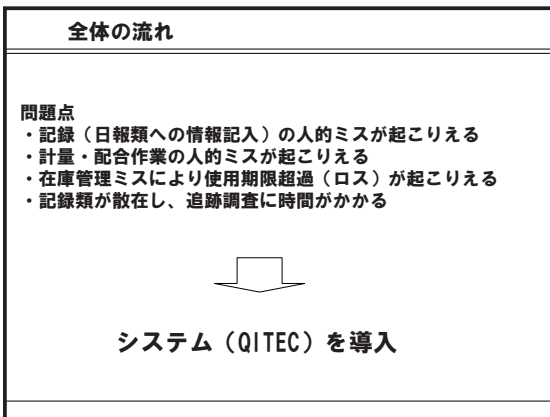 全体の流れ
問題点
・記録（日報類への情報記入）の人的ミスが起こりえる
・計量・配合作業の人的ミスが起こりえる
・在庫管理ミスにより使用期限超過（ロス）が起こりえる
・記録類が散在し、追跡調査に時間がかかる
システム（QITEC）を導入